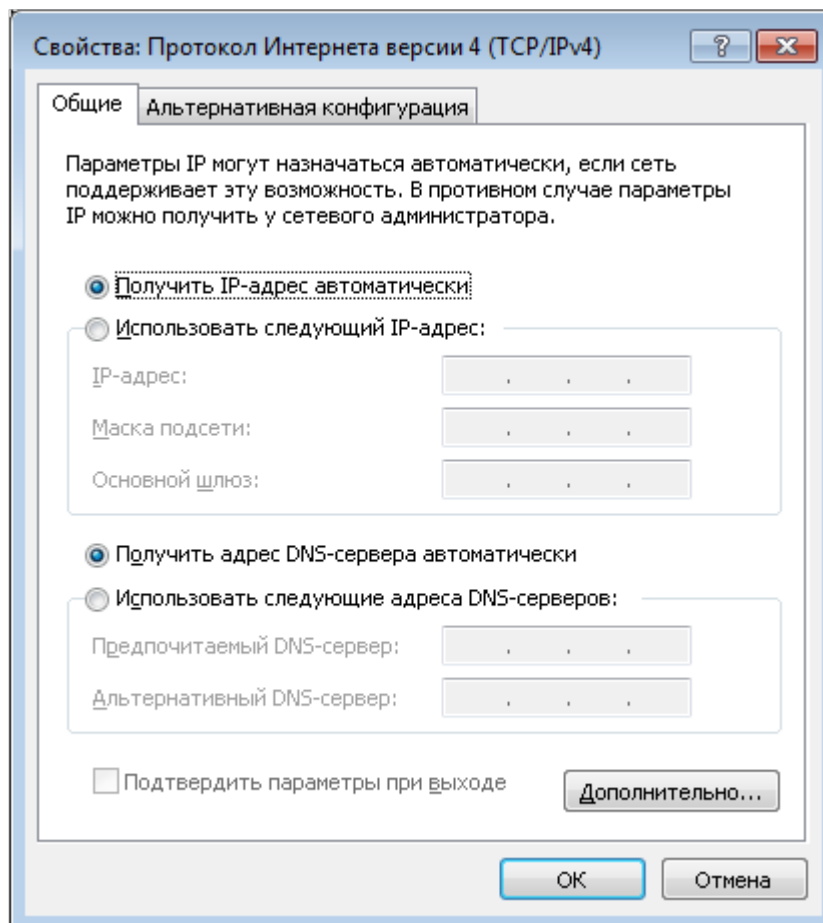 Свойства: Протокол Интернета версии 4 (TCP/IPv4)
Общие
Альтернативная конфигурация
Параметры IP могут назначаться автоматически, если сеть
поддерживает эту возможность. В противном случае параметры
IP можно получить у сетевого администратора.
Получить IP-адрес автоматически
Использовать следующий IP-адрес:
IP-адрес:
Маска подсети:
Основной шлюз:
Получить адрес DNS-сервера автоматически
Использовать следующие адреса DNS-серверов:
Предпочитаемый DNS-сервер:
Альтернативный DNS-сервер:
Подтвердить параметры при выходе
Дополнительно...
ОК
Отмена